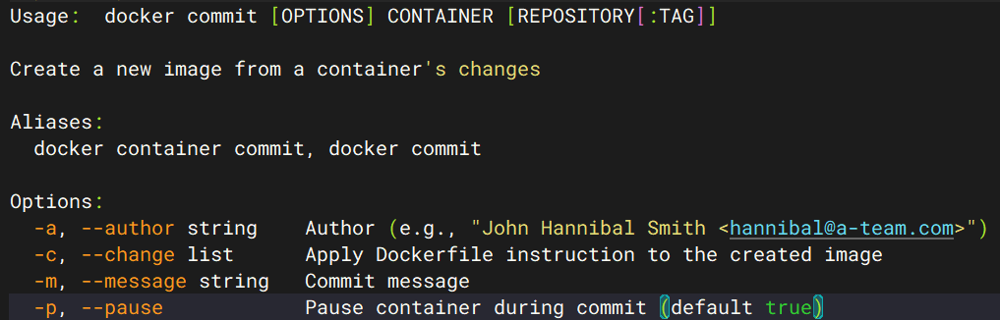 Usage:  docker commit [OPTIONS] CONTAINER [REPOSITORY[:TAG]]
Create a new image from a container's changes
Aliases:
  docker container commit, docker commit
Options:
  -a, --author string    Author (e.g., "John Hannibal Smith <hannibal@a-team.com>")
  -c, --change list      Apply Dockerfile instruction to the created image
  -m, --message string   Commit message
  -p, --pause            Pause container during commit (default true)